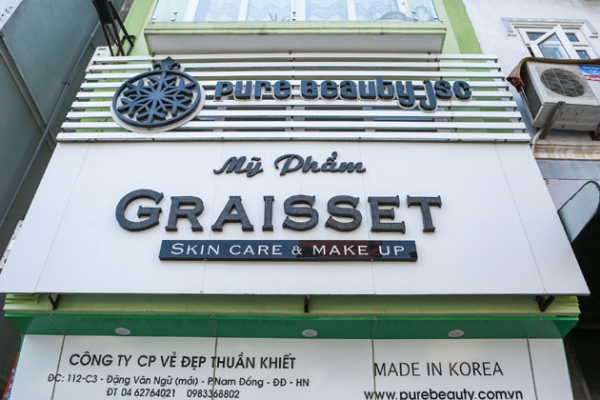 PURE BEAUTY.JSC
Mỹ Phẩm
GRAISSET
SKIN CARE & MAKE UP
CÔNG TY CP VẺ ĐẸP THUẦN KHIẾT
ĐC: 112-C3 - Đặng Văn Ngữ (mới) - P.Nam Đồng - ĐĐ - HN
ĐT 04 62764021 0983368802
MADE IN KOREA
www.purebeauty.com.vn